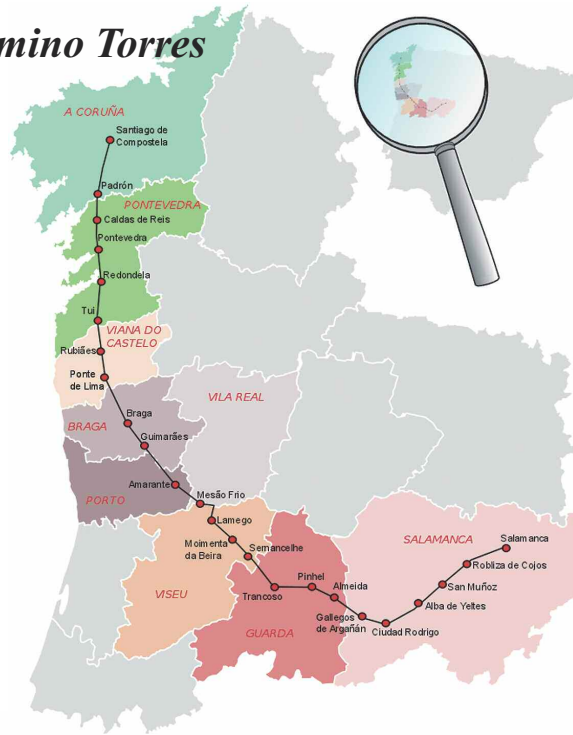 mino Torres
A CORUÑA
Santiago de
Compostela
Padrón
PONTEVEDRA
Caldas de Reis
Pontevedra
Redondela
Tui
VIANA DO
CASTELO
Rubiães
Ponte
de Lima
VILA REAL
Braga
BRAGA
Guimarães
Amarante
PORTO
Mesão Frio
Lamego
Moimenta
da Beira
Sernancelhe
SALAMANCA
Salamanca
Robliza de Cojos
San Muñoz
Alba de Yeltes
Pinhel
Almeida
Trancoso
VISEU
Gallegos
de Argañán
Ciudad Rodrigo
GUARDA